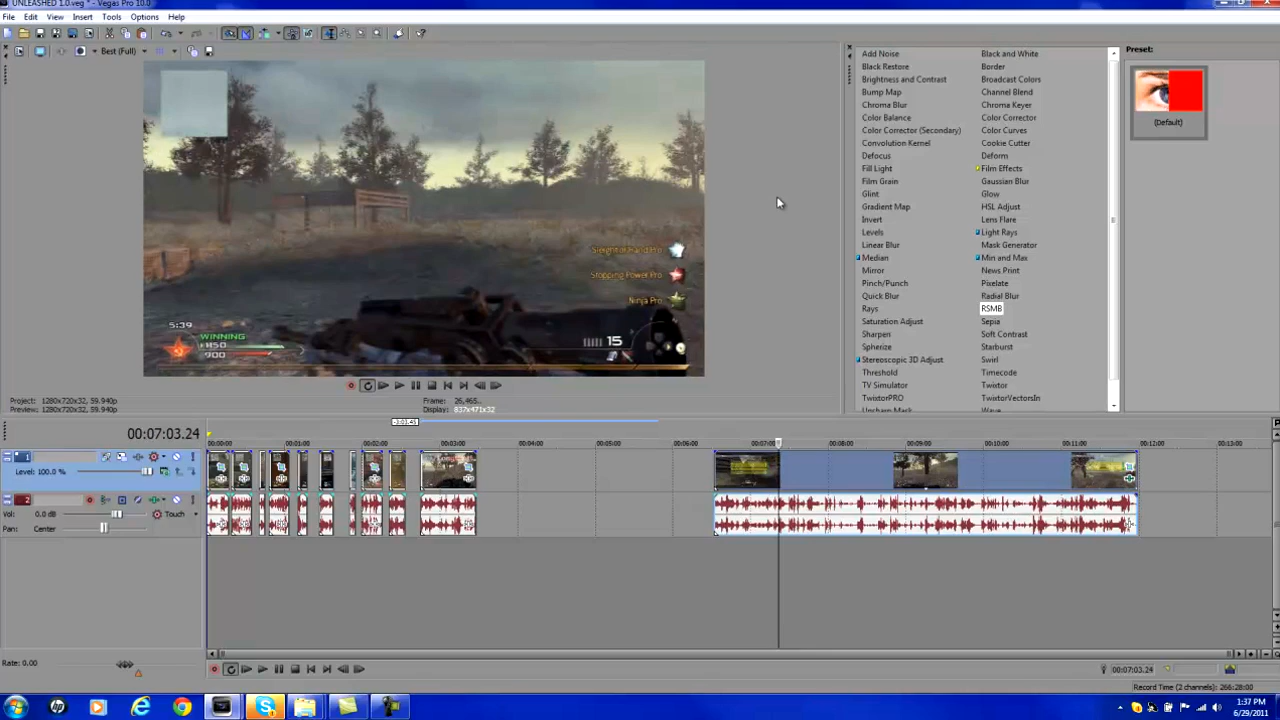 UNLEASHED 1.0.veg * - Vegas Pro 10.0
File Edit View Insert Tools Options Help
Best (Full)
Preset:
(Default)
Add Noise Black and White
Black Restore Border
Brightness and Contrast Broadcast Colors
Bump Map Channel Blend
Chroma Blur Chroma Keyer
Color Balance Color Corrector
Color Corrector (Secondary) Color Curves
Convolution Kernel Cookie Cutter
Defocus Deform
Fill Light Film Effects
Film Grain Gaussian Blur
Glint Glow
Gradient Map HSL Adjust
Invert Lens Flare
Levels Light Rays
Linear Blur Mask Generator
Median Min and Max
Mirror News Print
Pinch/Punch Pixelate
Quick Blur Radial Blur
Rays RSMB
Saturation Adjust Sepia
Sharpen Soft Contrast
Spherize Starburst
Stereoscopic 3D Adjust Swirl
Threshold Timecode
TV Simulator Twixtor
TwixtorPRO TwixtorVectorsIn
Unsharp Mask Wave
Sleight of Hand Pro
Stopping Power Pro
Ninja Pro
5:39
WINNING
900
15
Project: 1280x720x32, 59.940p
Preview: 1280x720x32, 59.940p
Frame: 26,465
Display: 837x471x32
00:07:03.24
00:00:00 00:01:00 00:02:00 00:03:00 00:04:00 00:05:00 00:06:00 00:07:00 00:08:00 00:09:00 00:10:00 00:11:00 00:12:00 00:13:00
1
Level: 100.0 %
2
Vol: 0.0 dB Touch
Pan: Center
Rate: 0.00
00:07:03.24
Record Time (2 channels): 266:28:00
1:37 PM
6/29/2011